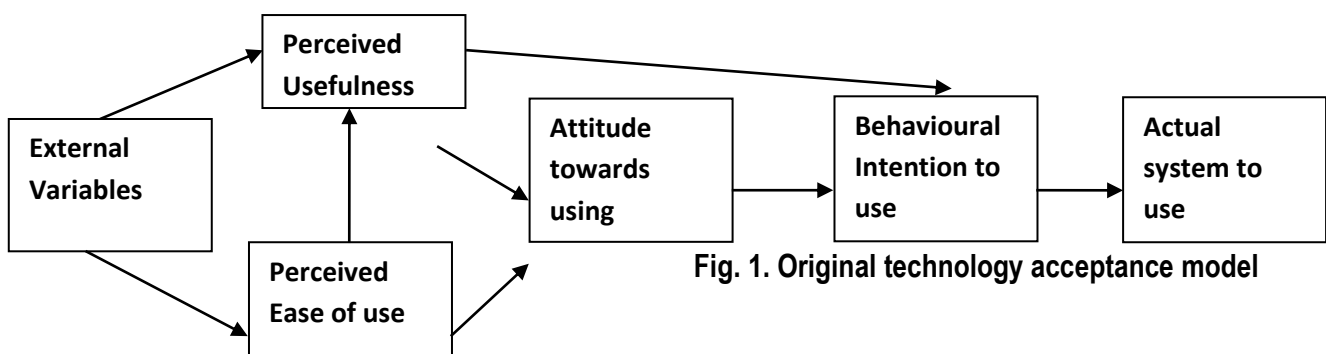 Perceived
Usefulness
External
Variables
Perceived
Ease of use
Attitude
towards
using
Behavioural
Intention to
use
Actual
system to
use
Fig. 1. Original technology acceptance model